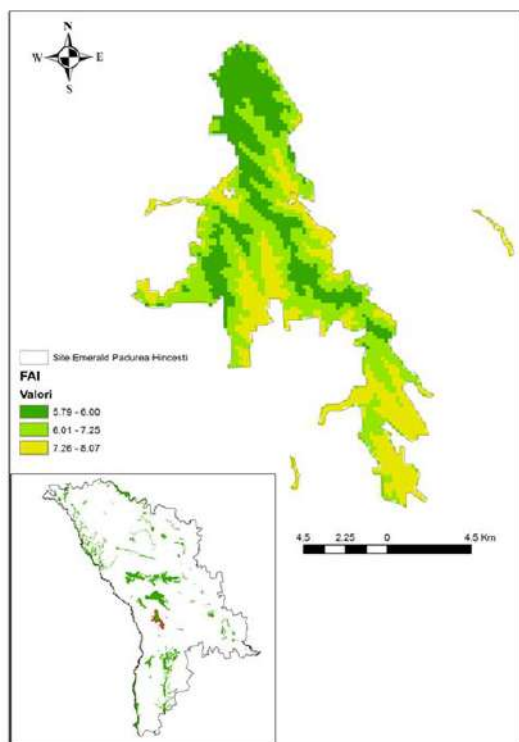 N
W E
S
Site Emerald Padurea Hincesti
FAI
Valori
5.79 - 6.00
6.01 - 7.25
7.26 - 8.07
4.5 2.25 0 4.5 Km